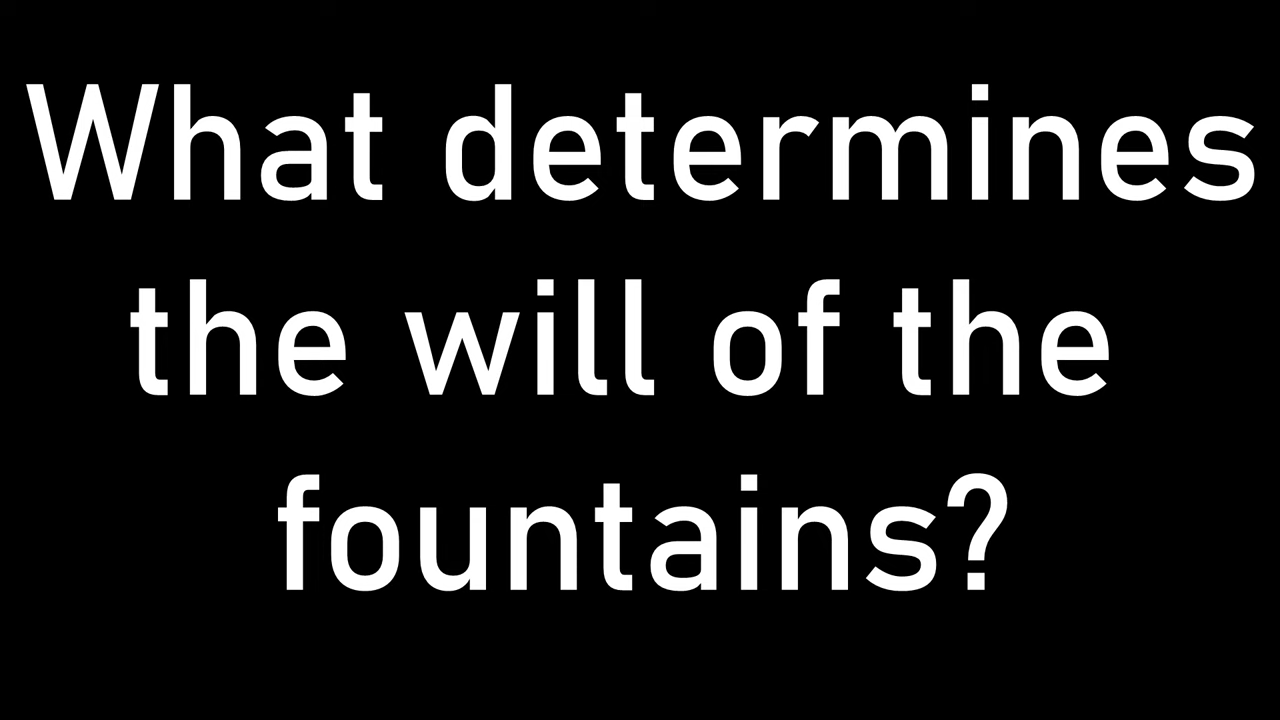 What determines
the will of the
fountains?